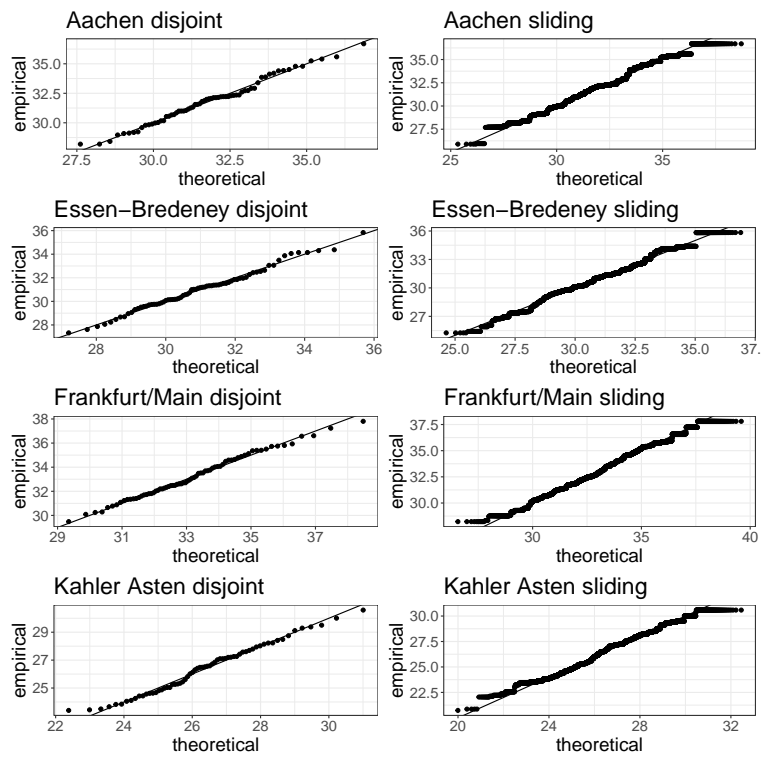 Aachen disjoint
Aachen sliding
empirical
35.0
32.5
30.0
27.5 30.0 32.5 35.0
theoretical
empirical
35.0
32.5
30.0
27.5
25 30 35
theoretical
Essen−Bredeney disjoint
Essen−Bredeney sliding
empirical
36
34
32
30
28
28 30 32 34 36
theoretical
empirical
36
33
30
27
25.0 27.5 30.0 32.5 35.0 37.
theoretical
Frankfurt/Main disjoint
Frankfurt/Main sliding
empirical
38
36
34
32
30
29 31 33 35 37
theoretical
empirical
37.5
35.0
32.5
30.0
30 35 40
theoretical
Kahler Asten disjoint
Kahler Asten sliding
empirical
29
27
25
22 24 26 28 30
theoretical
empirical
30.0
27.5
25.0
22.5
20 24 28 32
theoretical